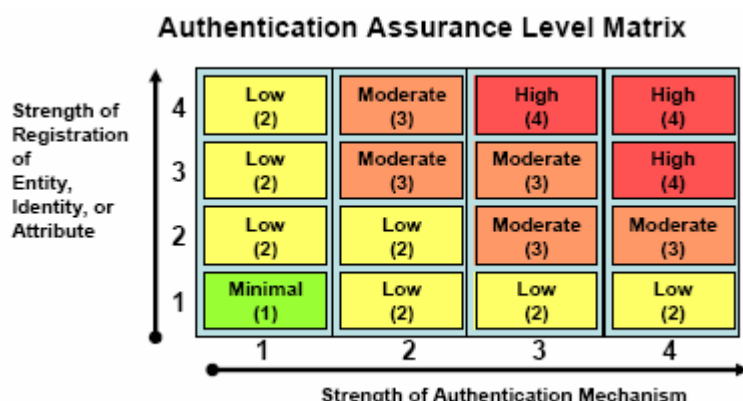 Authentication Assurance Level Matrix
Strength of
Registration
of
Entity,
Identity, or
Attribute
4
Low
(2)
Moderate
(3)
High
(4)
High
(4)
3
Low
(2)
Moderate
(3)
Moderate
(3)
High
(4)
2
Low
(2)
Low
(2)
Moderate
(3)
Moderate
(3)
1
Minimal
(1)
Low
(2)
Low
(2)
Low
(2)
1 2 3 4
Strength of Authentication Mechanism